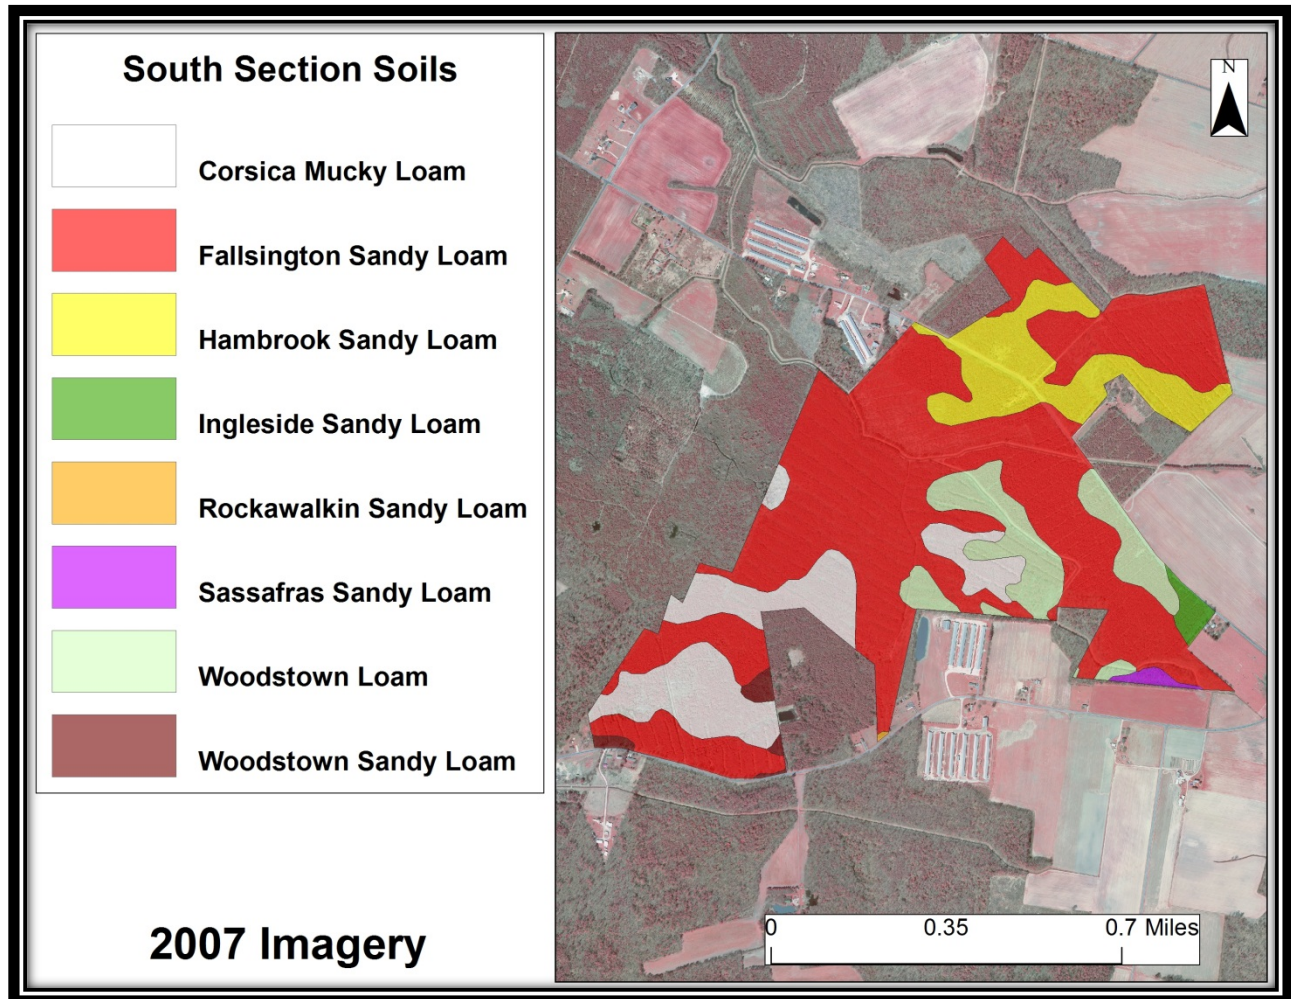 South Section Soils
Corsica Mucky Loam
Fallsington Sandy Loam
Hambrook Sandy Loam
Ingleside Sandy Loam
Rockawalkin Sandy Loam
Sassafras Sandy Loam
Woodstown Loam
Woodstown Sandy Loam
2007 Imagery
N
0 0.35 0.7 Miles